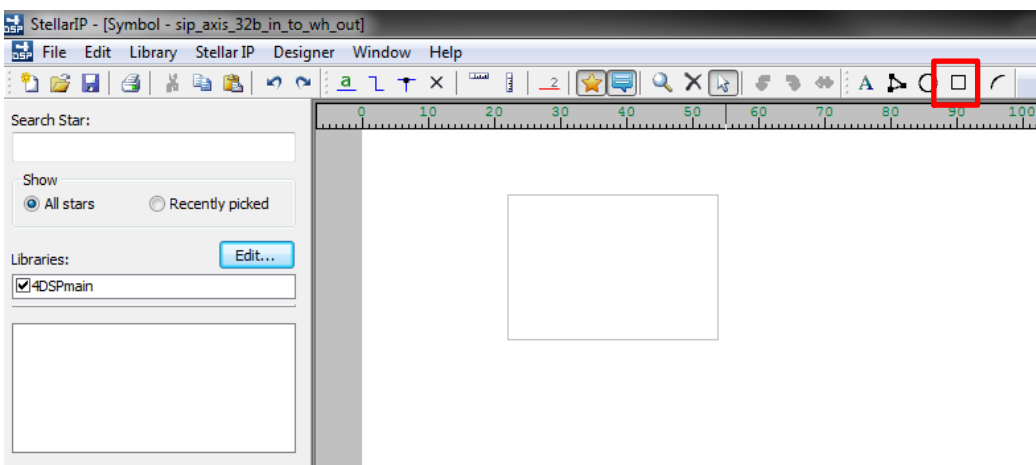 StellarIP - [Symbol - sip_axis_32b_in_to_wh_out]
File Edit Library Stellar IP Designer Window Help
a 2 A
Search Star:
0 10 20 30 40 50 60 70 80 90 100
Show
All stars Recently picked
Libraries: Edit...
4DSPmain